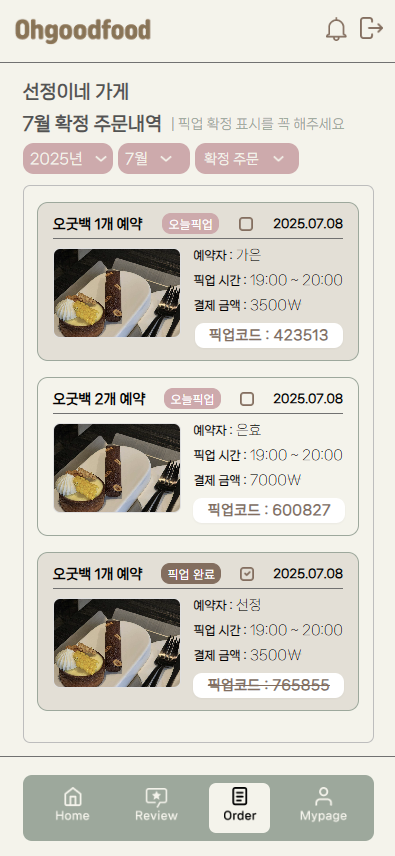 Ohgoodfood
선정이네 가게
7월 확정 주문내역 | 픽업 확정 표시를 꼭 해주세요
2025년 7월 확정 주문
오굿백 1개 예약 오늘픽업 2025.07.08
예약자 : 가은
픽업 시간 : 19:00 ~ 20:00
결제 금액 : 3500₩
픽업코드 : 423513
오굿백 2개 예약 오늘픽업 2025.07.08
예약자 : 은효
픽업 시간 : 19:00 ~ 20:00
결제 금액 : 7000₩
픽업코드 : 600827
오굿백 1개 예약 픽업 완료 2025.07.08
예약자 : 선정
픽업 시간 : 19:00 ~ 20:00
결제 금액 : 3500₩
픽업코드 : 765855
Home Review Order Mypage